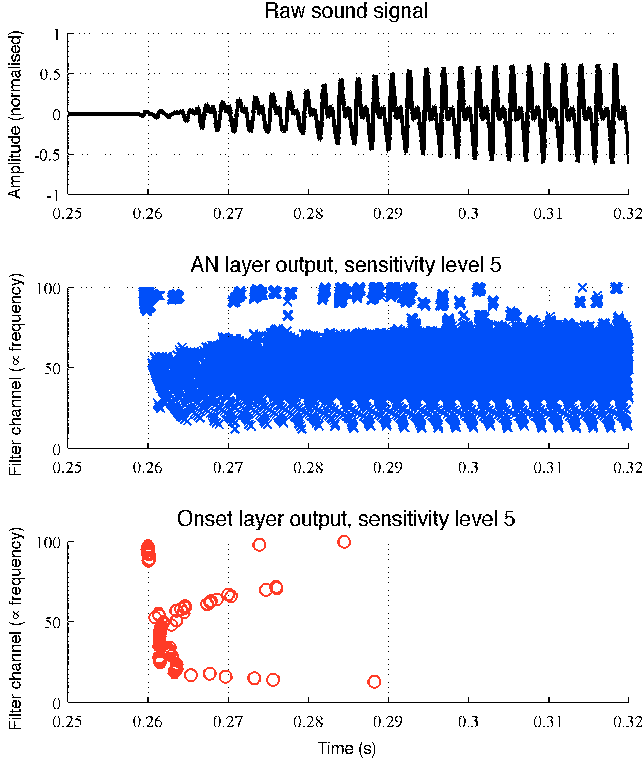 Raw sound signal
Amplitude (normalised)
1
0.5
0
-0.5
-1
0.25 0.26 0.27 0.28 0.29 0.3 0.31 0.32
AN layer output, sensitivity level 5
Filter channel (∝ frequency)
100
50
0
0.25 0.26 0.27 0.28 0.29 0.3 0.31 0.32
Onset layer output, sensitivity level 5
Filter channel (∝ frequency)
100
50
0
0.25 0.26 0.27 0.28 0.29 0.3 0.31 0.32
Time (s)